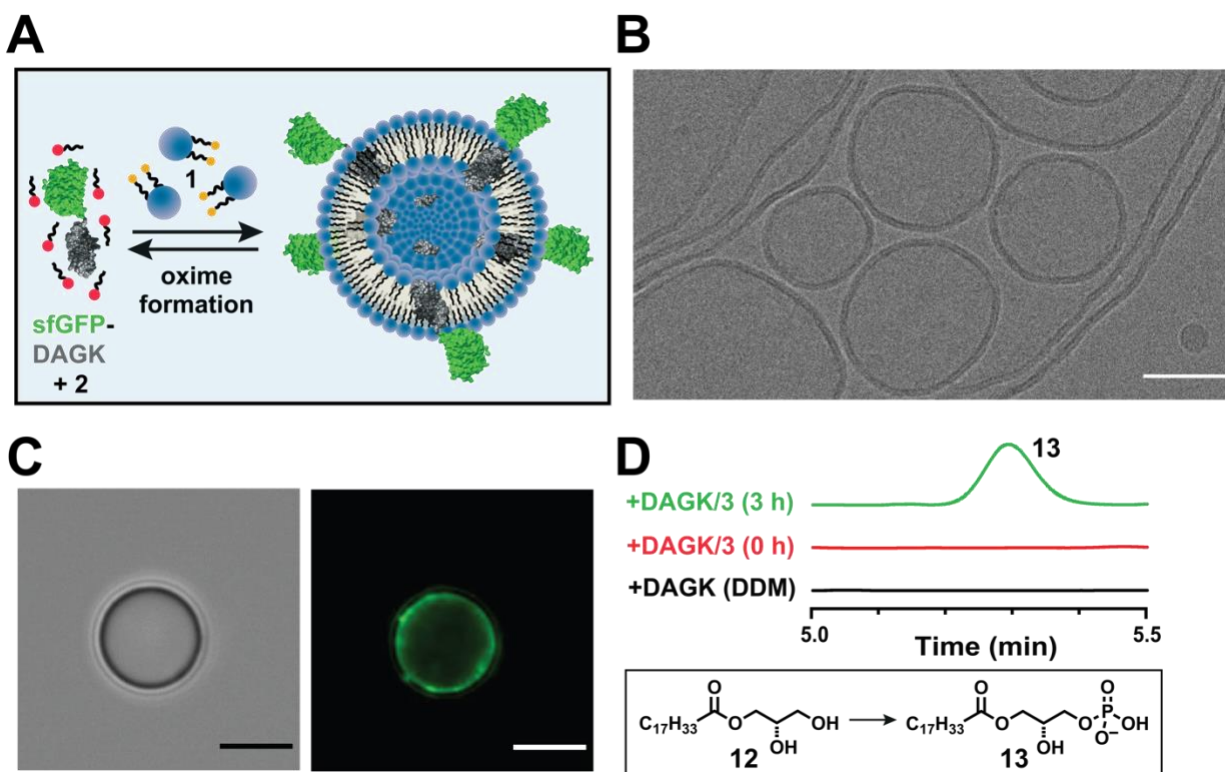 A
1
oxime
formation
sfGFP-
DAGK
+ 2
B
C
D
13
+DAGK/3 (3 h)
+DAGK/3 (0 h)
+DAGK (DDM)
5.0
5.5
Time (min)
O
C17H33
O
OH
OH
12
O
C17H33
O
O
P
OH
O−
OH
O
13